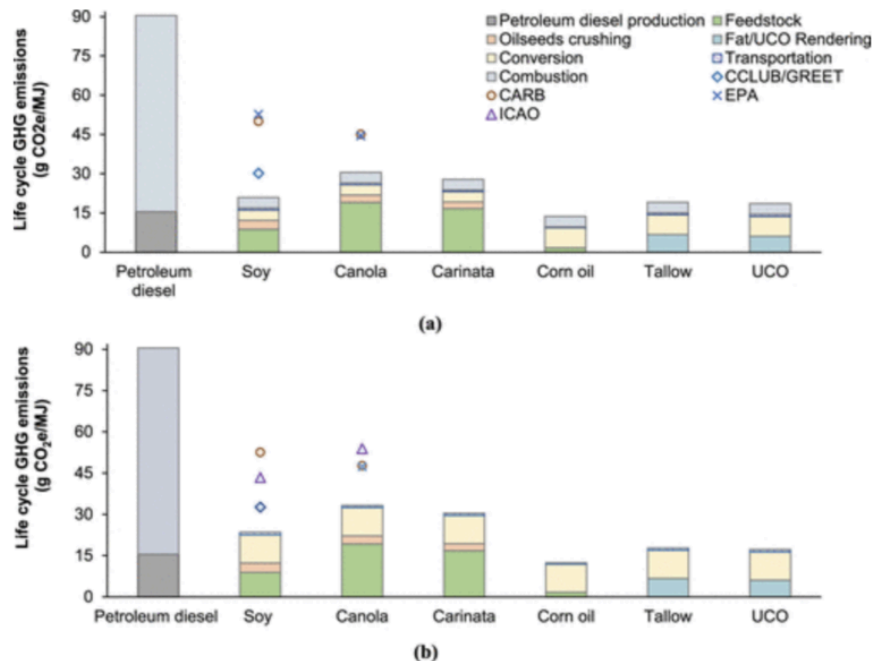 Life cycle GHG emissions
(g CO2e/MJ)
90
75
60
45
30
15
0
Petroleum diesel production
Feedstock
Oilseeds crushing
Fat/UCO Rendering
Conversion
Transportation
Combustion
CCLUB/GREET
CARB
EPA
ICAO
Petroleum
diesel
Soy
Canola
Carinata
Corn oil
Tallow
UCO
(a)
Life cycle GHG emissions
(g CO₂e/MJ)
90
75
60
45
30
15
0
Petroleum diesel
Soy
Canola
Carinata
Corn oil
Tallow
UCO
(b)